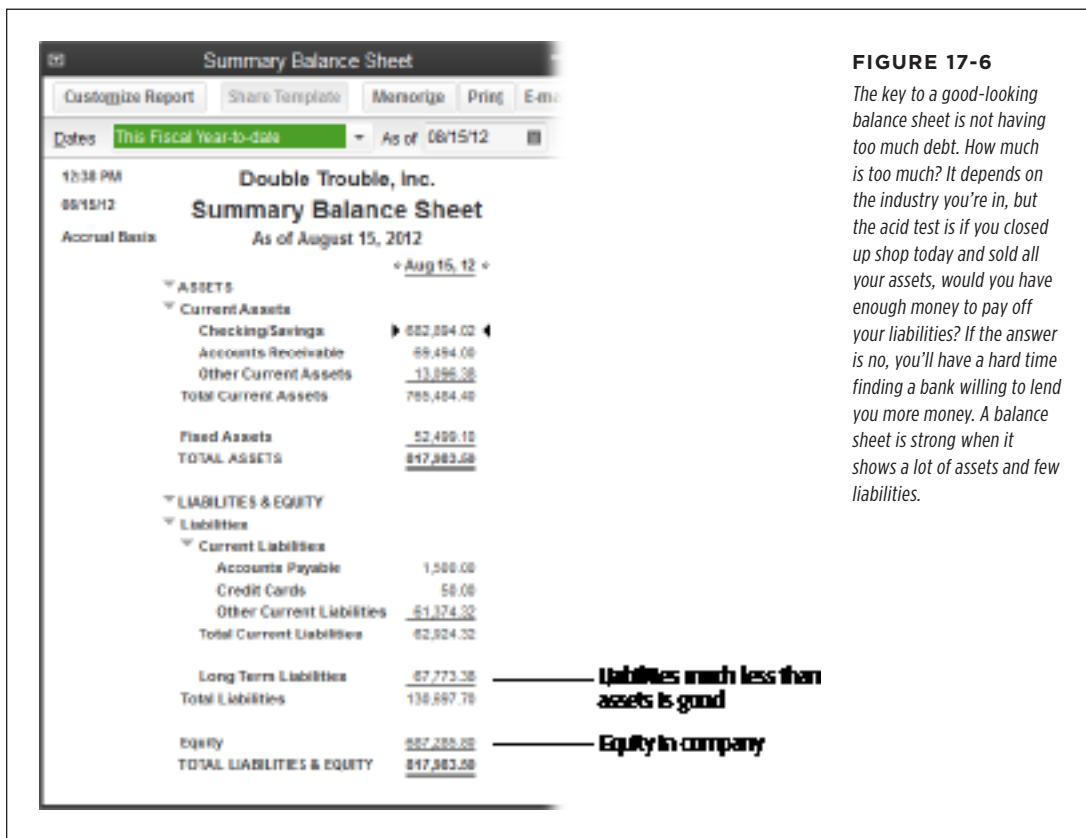 Summary Balance Sheet
Customize Report Share Template Memorize Print E-ma
Dates This Fiscal Year-to-date As of 08/15/12
12:38 PM Double Trouble, Inc.
08/15/12 Summary Balance Sheet
Accrual Basis As of August 15, 2012
Aug 15, 12
ASSETS
Current Assets
Checking/Savings 682,894.02
Accounts Receivable 69,494.00
Other Current Assets 13,096.38
Total Current Assets 765,484.40
Fixed Assets 52,499.10
TOTAL ASSETS 817,983.50
LIABILITIES & EQUITY
Liabilities
Current Liabilities
Accounts Payable 1,500.00
Credit Cards 50.00
Other Current Liabilities 61,374.32
Total Current Liabilities 62,924.32
Long Term Liabilities 67,773.38
Total Liabilities 130,697.70
Equity 687,285.80
TOTAL LIABILITIES & EQUITY 817,983.50
Liabilities much less than
assets is good
Equity in company
FIGURE 17-6
The key to a good-looking
balance sheet is not having
too much debt. How much
is too much? It depends on
the industry you're in, but
the acid test is if you closed
up shop today and sold all
your assets, would you have
enough money to pay off
your liabilities? If the answer
is no, you'll have a hard time
finding a bank willing to lend
you more money. A balance
sheet is strong when it
shows a lot of assets and few
liabilities.